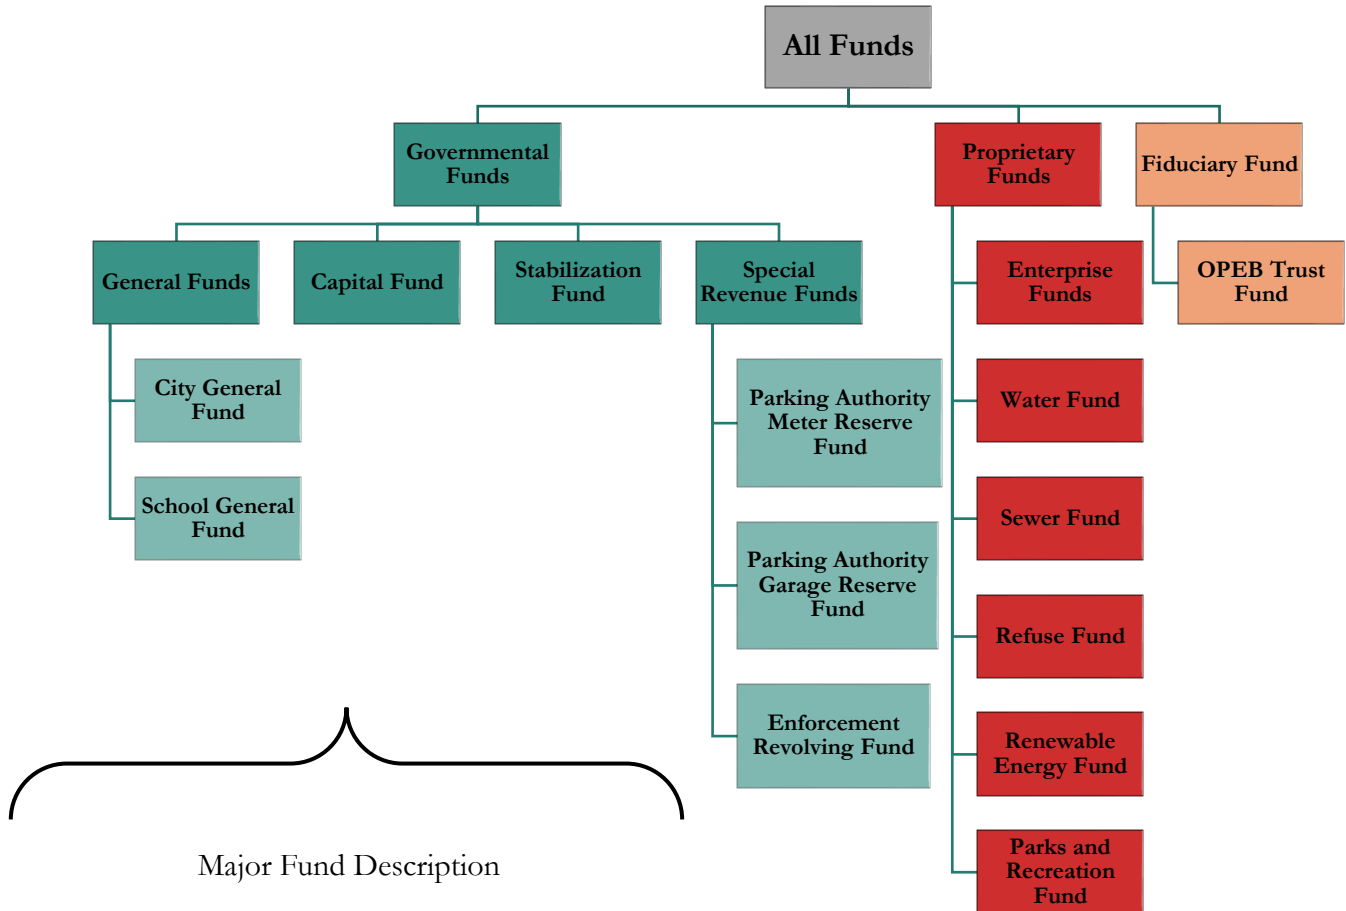 All Funds
Governmental
Funds
Proprietary
Funds
Fiduciary Fund
General Funds
Capital Fund
Stabilization
Fund
Special
Revenue Funds
Enterprise
Funds
OPEB Trust
Fund
City General
Fund
School General
Fund
Parking Authority
Meter Reserve
Fund
Parking Authority
Garage Reserve
Fund
Enforcement
Revolving Fund
Water Fund
Sewer Fund
Refuse Fund
Renewable
Energy Fund
Parks and
Recreation
Fund
Major Fund Description